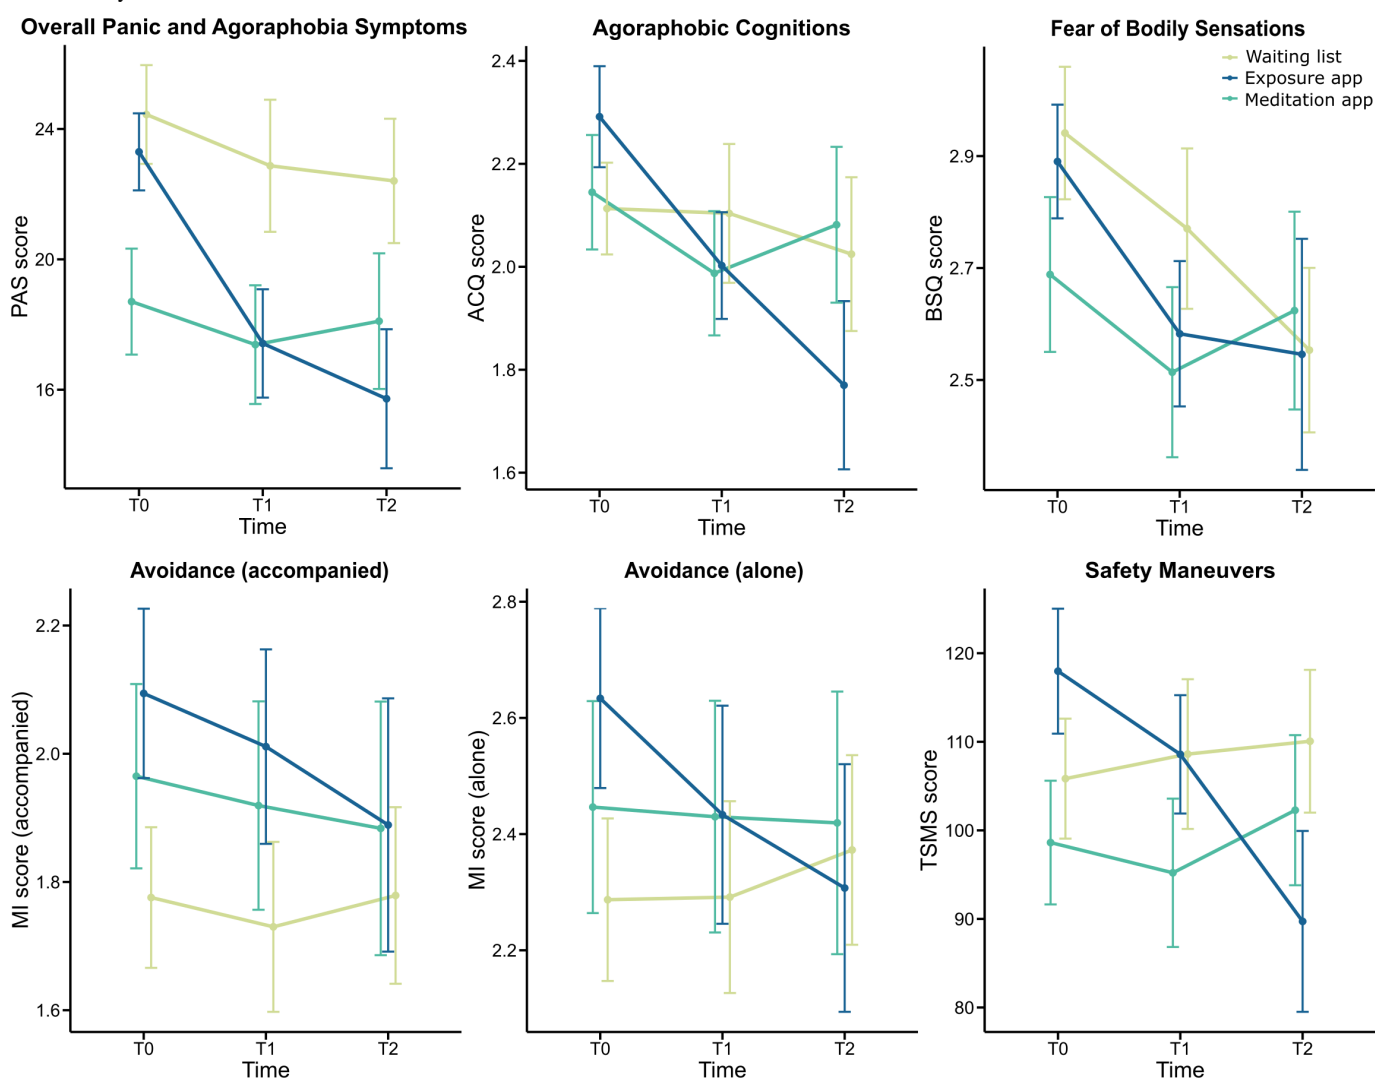 Overall Panic and Agoraphobia Symptoms
PAS score
24
20
16
T0 T1 T2
Time
Agoraphobic Cognitions
ACQ score
2.4
2.2
2.0
1.8
1.6
T0 T1 T2
Time
Fear of Bodily Sensations
Waiting list
Exposure app
Meditation app
BSQ score
2.9
2.7
2.5
T0 T1 T2
Time
Avoidance (accompanied)
MI score (accompanied)
2.2
2.0
1.8
1.6
T0 T1 T2
Time
Avoidance (alone)
MI score (alone)
2.8
2.6
2.4
2.2
T0 T1 T2
Time
Safety Maneuvers
TSMS score
120
110
100
90
80
T0 T1 T2
Time